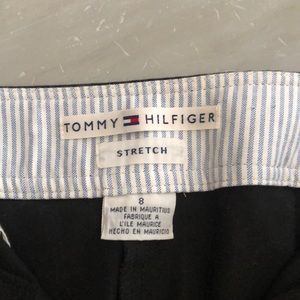 TOMMY HILFIGER
STRETCH
8
MADE IN MAURITIUS
FABRIQUE A
L'ILE MAURICE
HECHO EN MAURICIO